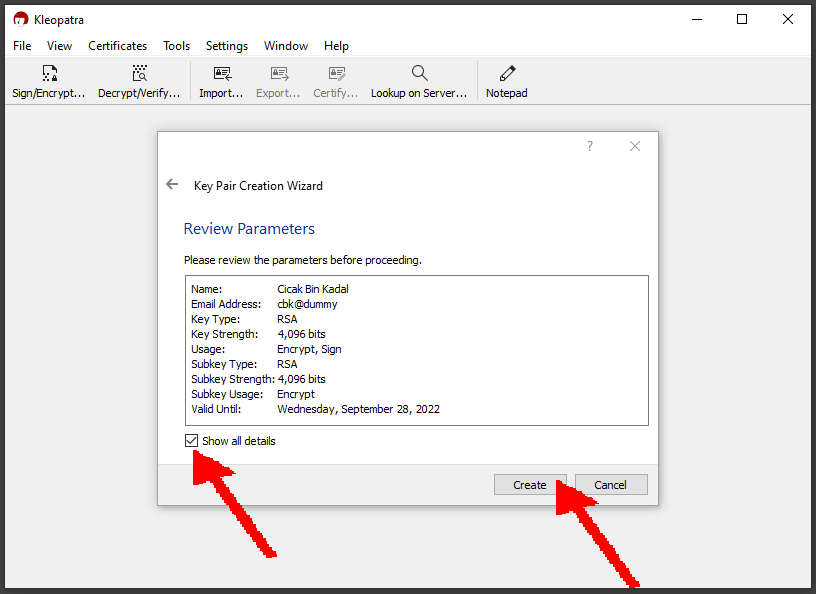 Kleopatra
File View Certificates Tools Settings Window Help
Sign/Encrypt... Decrypt/Verify... Import... Export... Certify... Lookup on Server... Notepad
?
Key Pair Creation Wizard
Review Parameters
Please review the parameters before proceeding.
Name: Cicak Bin Kadal
Email Address: cbk@dummy
Key Type: RSA
Key Strength: 4,096 bits
Usage: Encrypt, Sign
Subkey Type: RSA
Subkey Strength: 4,096 bits
Subkey Usage: Encrypt
Valid Until: Wednesday, September 28, 2022
Show all details
Create Cancel